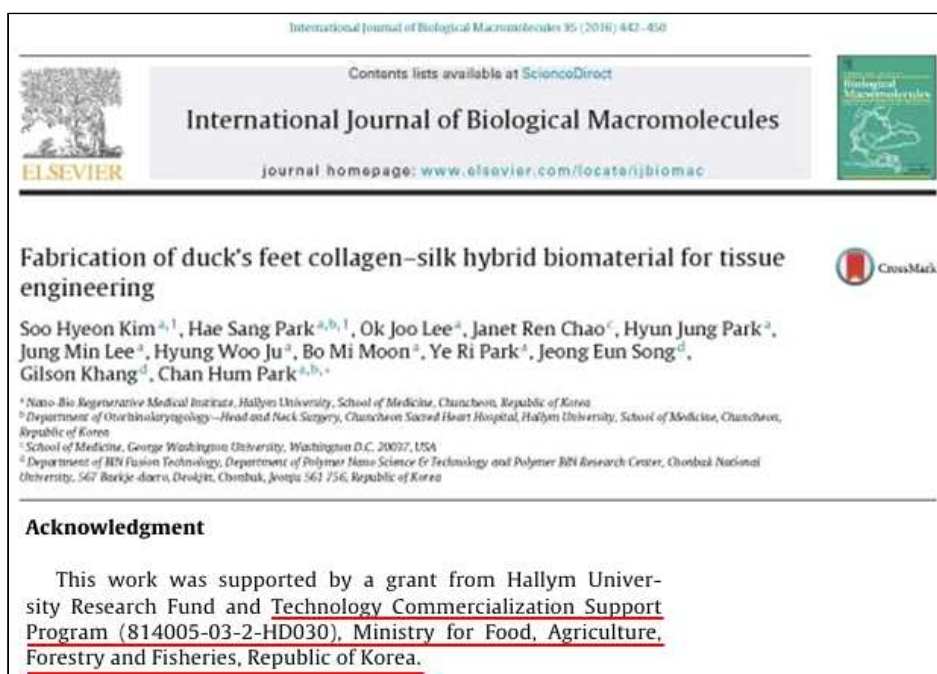 International Journal of Biological Macromolecules 85 (2016) 442–450
Contents lists available at ScienceDirect
International Journal of Biological Macromolecules
journal homepage: www.elsevier.com/locate/ijbiomac
ELSEVIER
Biological
Macromolecules
Fabrication of duck's feet collagen–silk hybrid biomaterial for tissue
engineering
CrossMark
Soo Hyeon Kim a,1, Hae Sang Park a,b,1, Ok Joo Lee a, Janet Ren Chao c, Hyun Jung Park a,
Jung Min Lee a, Hyung Woo Ju a, Bo Mi Moon a, Ye Ri Park a, Jeong Eun Song d,
Gilson Khang d, Chan Hum Park a,b,*
a Nano-Bio Regenerative Medical Institute, Hallym University, School of Medicine, Chuncheon, Republic of Korea
b Department of Otorhinolaryngology—Head and Neck Surgery, Chuncheon Sacred Heart Hospital, Hallym University, School of Medicine, Chuncheon,
Republic of Korea
c School of Medicine, George Washington University, Washington D.C. 20037, USA
d Department of BIN Fusion Technology, Department of Polymer Nano Science & Technology and Polymer BIN Research Center, Chonbuk National
University, 567 Baekje-daero, Deokjin, Chonbuk, Jeonju 561 756, Republic of Korea
Acknowledgment
This work was supported by a grant from Hallym Univer-
sity Research Fund and Technology Commercialization Support
Program (814005-03-2-HD030), Ministry for Food, Agriculture,
Forestry and Fisheries, Republic of Korea.